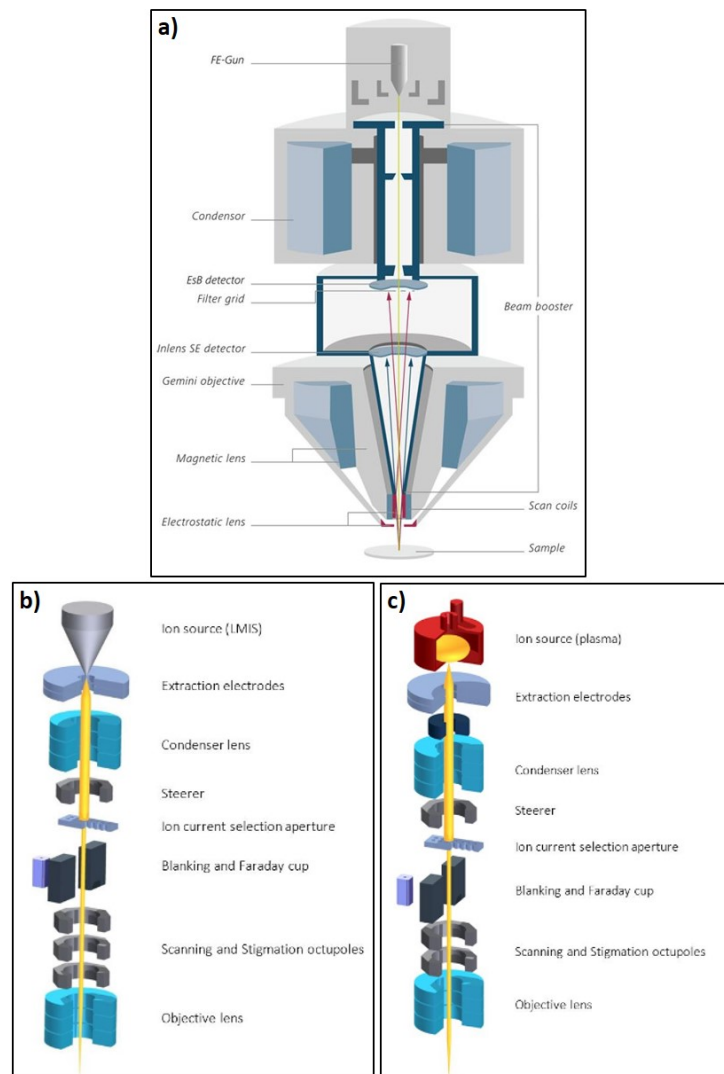 a)
FE-Gun
Condensor
EsB detector
Filter grid
Beam booster
Inlens SE detector
Gemini objective
Magnetic lens
Scan coils
Electrostatic lens
Sample
b)
Ion source (LMIS)
Extraction electrodes
Condenser lens
Steerer
Ion current selection aperture
Blanking and Faraday cup
Scanning and Stigmation octupoles
Objective lens
c)
Ion source (plasma)
Extraction electrodes
Condenser lens
Steerer
Ion current selection aperture
Blanking and Faraday cup
Scanning and Stigmation octupoles
Objective lens